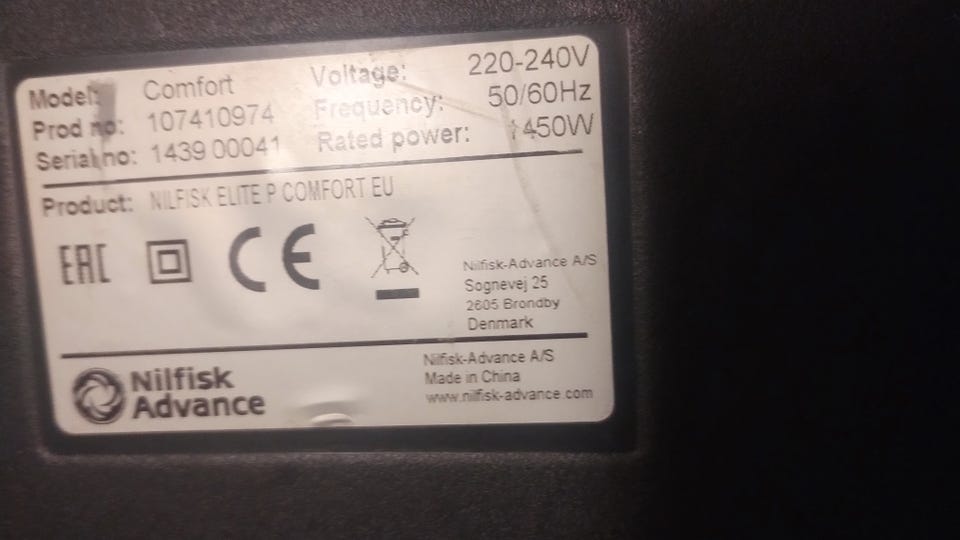 Model: Comfort Voltage: 220-240V
Prod no: 107410974 Frequency: 50/60Hz
Serial no: 1439 00041 Rated power: 1450W
Product: NILFISK ELITE P COMFORT EU
EAC CE
Nilfisk-Advance A/S
Sognevej 25
2605 Brondby
Denmark
Nilfisk
Advance
Nilfisk-Advance A/S
Made in China
www.nilfisk-advance.com